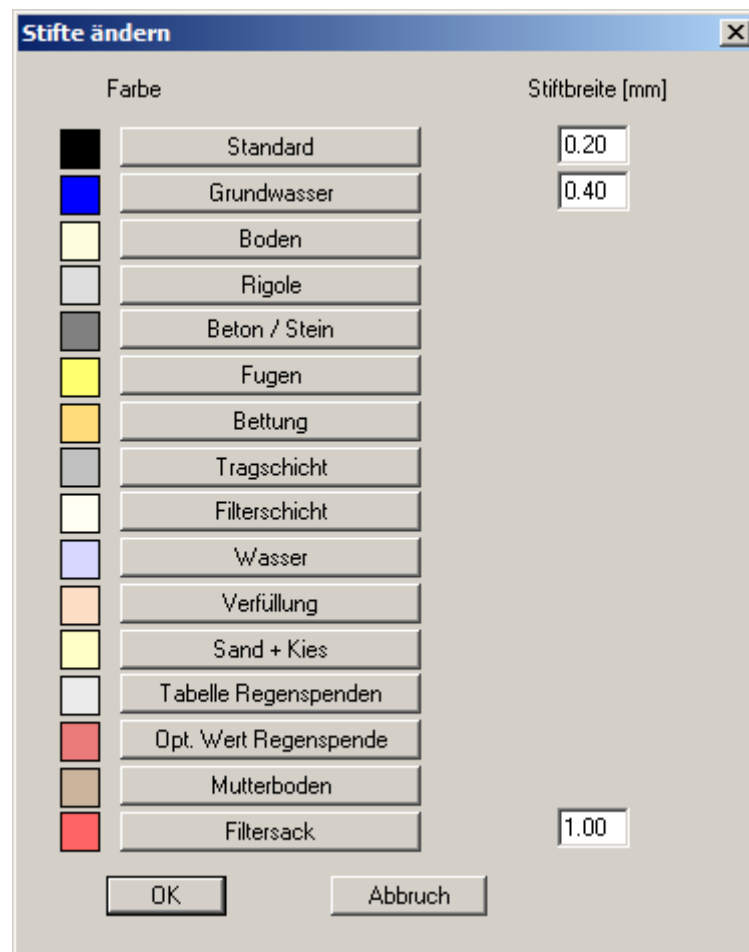 Stifte ändern
Farbe Stiftbreite [mm]
Standard 0.20
Grundwasser 0.40
Boden
Rigole
Beton / Stein
Fugen
Bettung
Tragschicht
Filterschicht
Wasser
Verfüllung
Sand + Kies
Tabelle Regenspenden
Opt. Wert Regenspende
Mutterboden
Filtersack 1.00
OK Abbruch